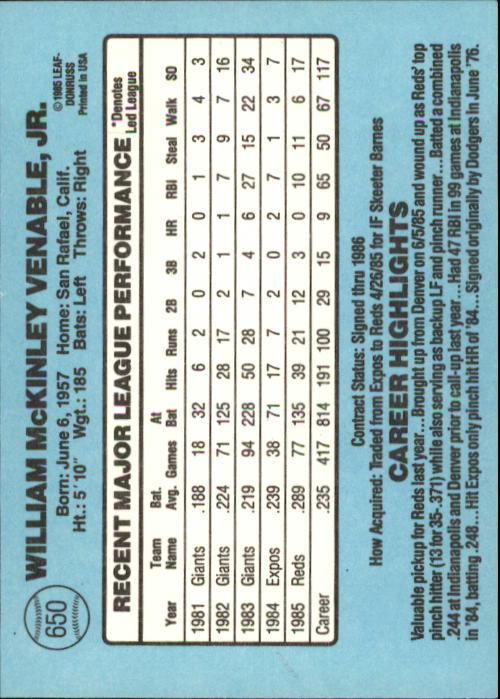 650
WILLIAM McKINLEY VENABLE, JR.
©1985 LEAF-
DONRUSS
Printed in USA
Born: June 6, 1957 Home: San Rafael, Calif.
Ht.: 5'10" Wgt.: 185 Bats: Left Throws: Right
RECENT MAJOR LEAGUE PERFORMANCE
*Denotes
Led League
Team Bat. At
Year Name Avg. Games Bat Hits Runs 2B 3B HR RBI Steal Walk SO
1981 Giants .188 18 32 6 2 0 2 0 1 3 4 3
1982 Giants .224 71 125 28 17 2 1 1 7 9 7 16
1983 Giants .219 94 228 50 28 7 4 6 27 15 22 34
1984 Expos .239 38 71 17 7 2 0 2 7 1 3 7
1985 Reds .289 77 135 39 21 12 3 0 10 11 6 17
Career .235 417 814 191 100 29 15 9 65 50 67 117
Contract Status: Signed thru 1986
How Acquired: Traded from Expos to Reds 4/26/85 for IF Skeeter Barnes
CAREER HIGHLIGHTS
Valuable pickup for Reds last year...Brought up from Denver on 6/5/85 and wound up as Reds' top
pinch hitter (13 for 35-.371) while also serving as backup LF and pinch runner...Batted a combined
.244 at Indianapolis and Denver prior to call-up last year...Had 47 RBI in 99 games at Indianapolis
in '84, batting .248...Hit Expos only pinch hit HR of '84...Signed originally by Dodgers in June '76.